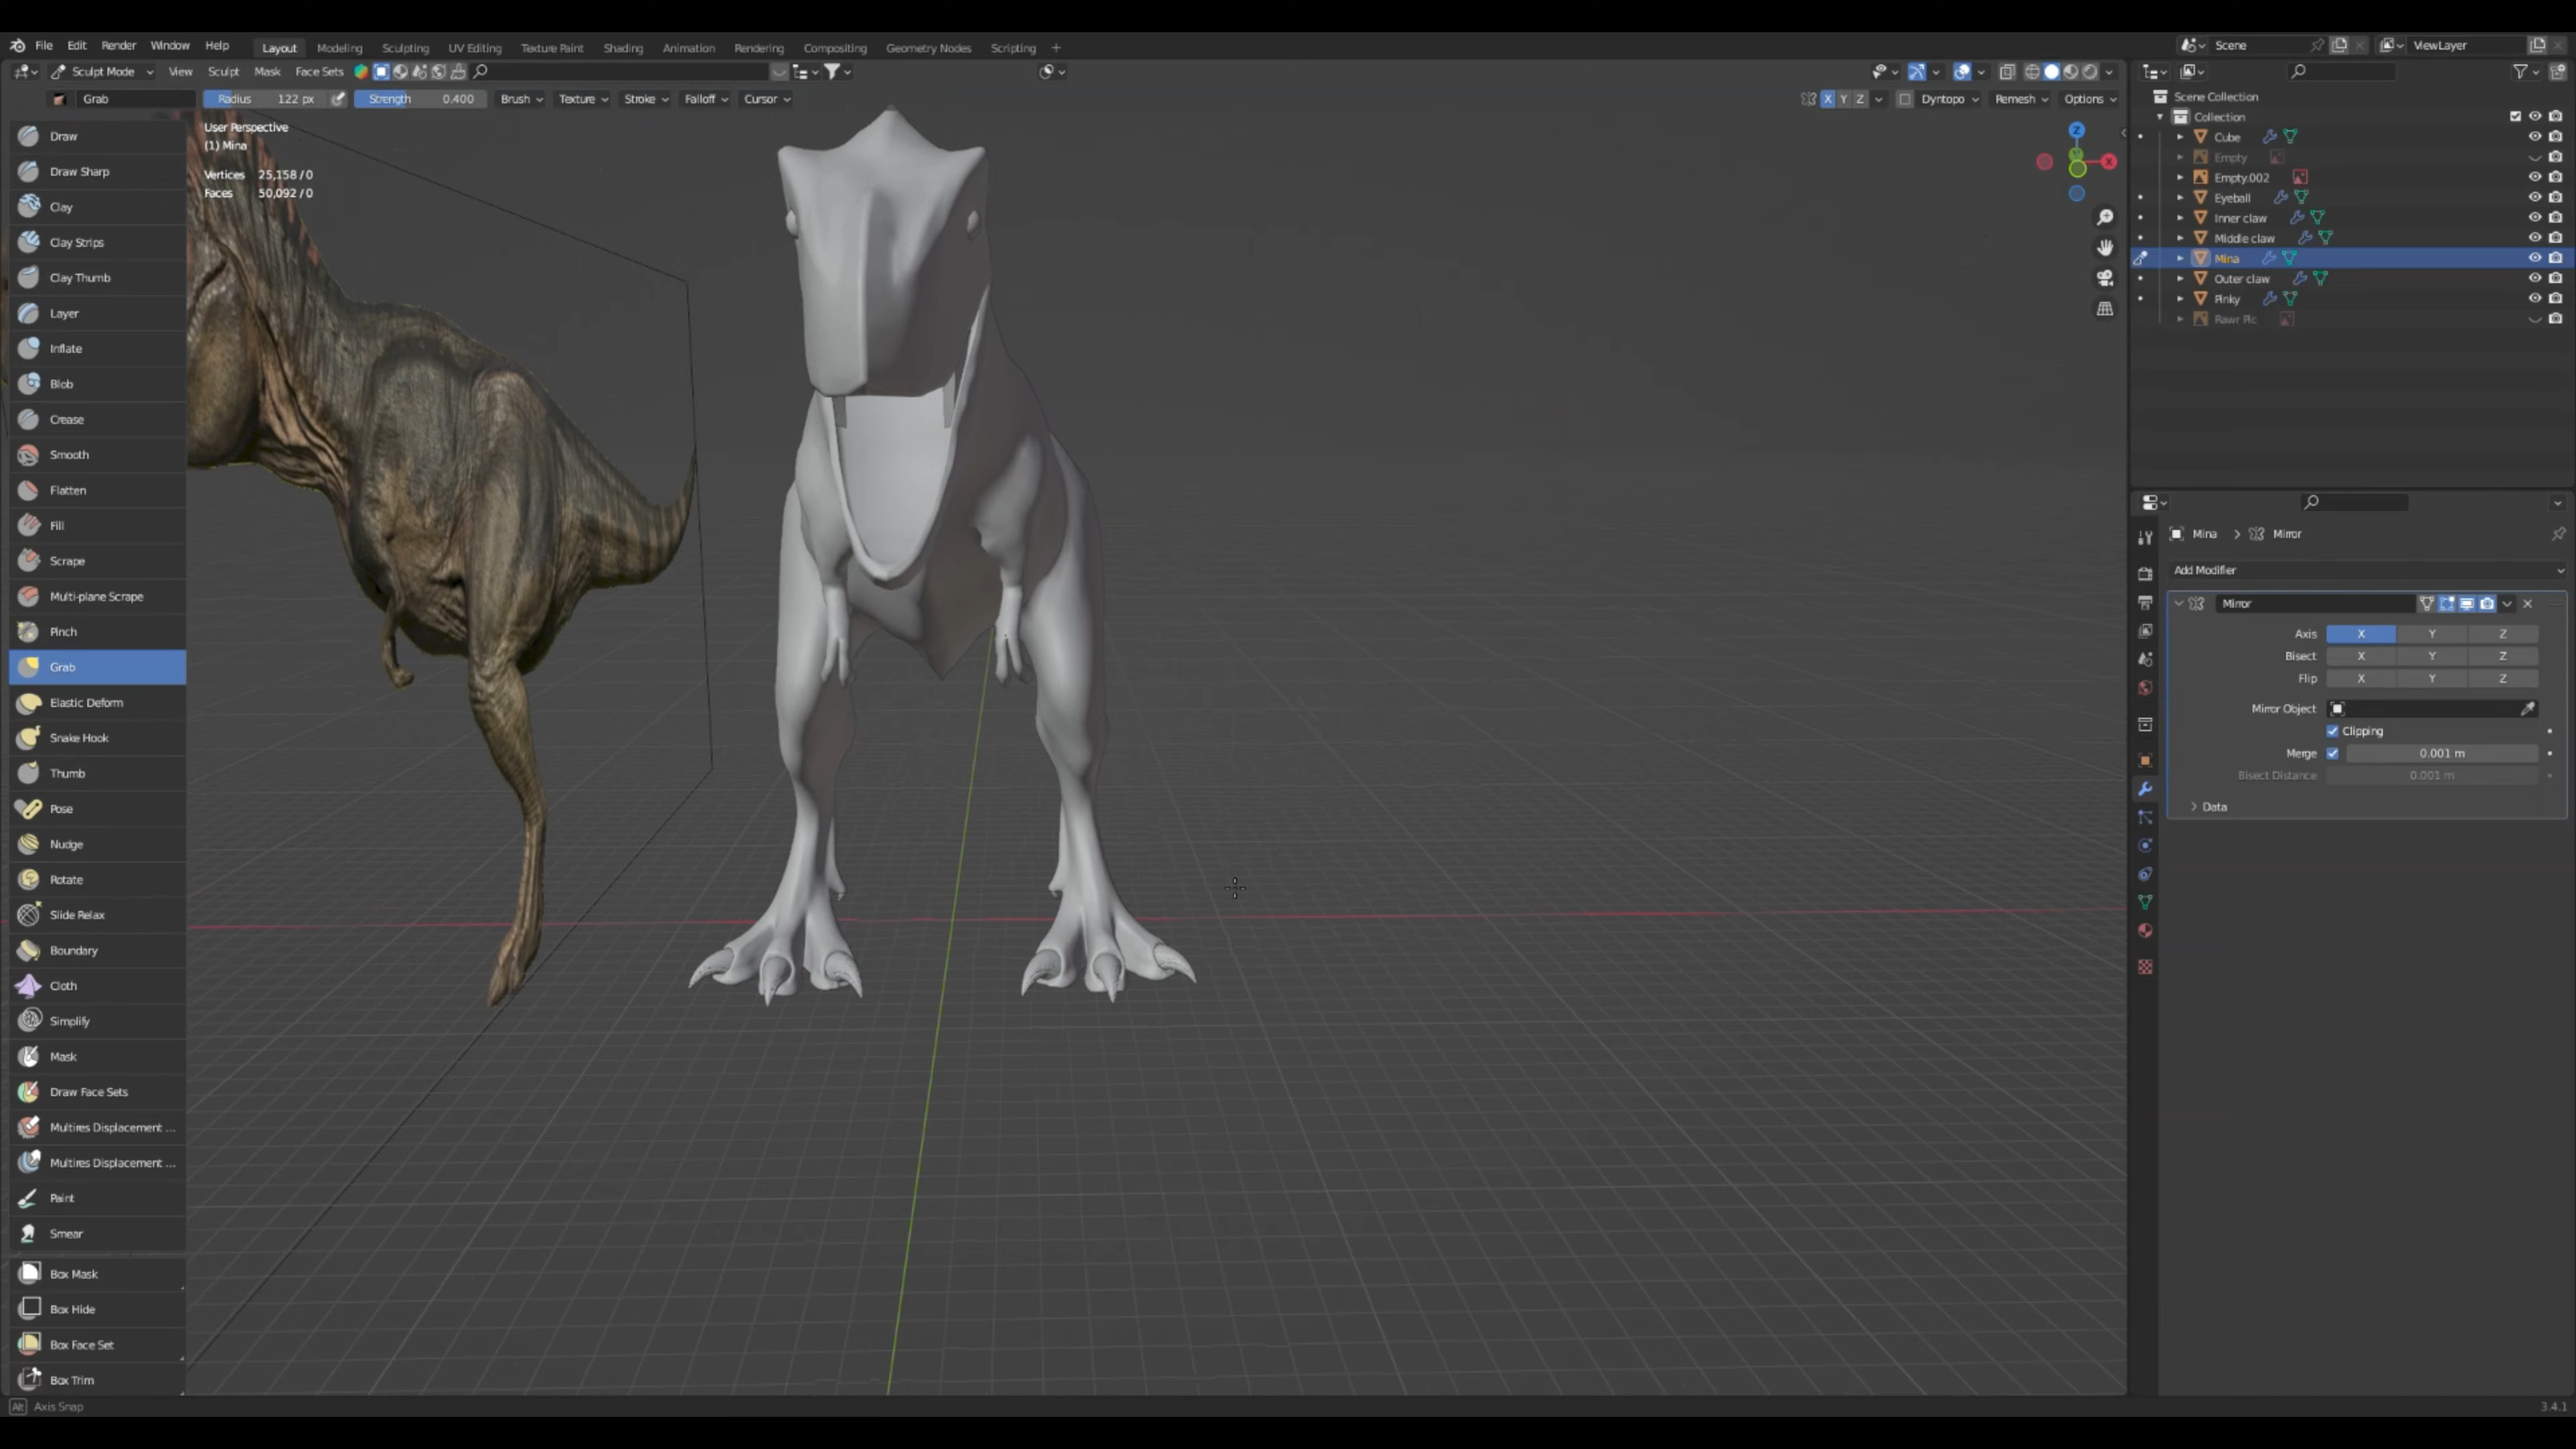 File Edit Render Window Help Layout Modeling Sculpting UV Editing Texture Paint Shading Animation Rendering Compositing Geometry Nodes Scripting + Scene ViewLayer
Sculpt Mode View Sculpt Mask Face Sets
Grab Radius 122 px Strength 0.400 Brush Texture Stroke Falloff Cursor X Y Z Dyntopo Remesh Options
User Perspective
(1) Mina
Vertices 25,158 / 0
Faces 50,092 / 0
Z
X
Draw
Draw Sharp
Clay
Clay Strips
Clay Thumb
Layer
Inflate
Blob
Crease
Smooth
Flatten
Fill
Scrape
Multi-plane Scrape
Pinch
Grab
Elastic Deform
Snake Hook
Thumb
Pose
Nudge
Rotate
Slide Relax
Boundary
Cloth
Simplify
Mask
Draw Face Sets
Multires Displacement ...
Multires Displacement ...
Paint
Smear
Box Mask
Box Hide
Box Face Set
Box Trim
Scene Collection
Collection
Cube
Empty
Empty.002
Eyeball
Inner claw
Middle claw
Mina
Outer claw
Pinky
Rawr Pic
Mina > Mirror
Add Modifier
Mirror
Axis X Y Z
Bisect X Y Z
Flip X Y Z
Mirror Object
Clipping
Merge 0.001 m
Bisect Distance 0.001 m
Data
Alt Axis Snap
3.4.1